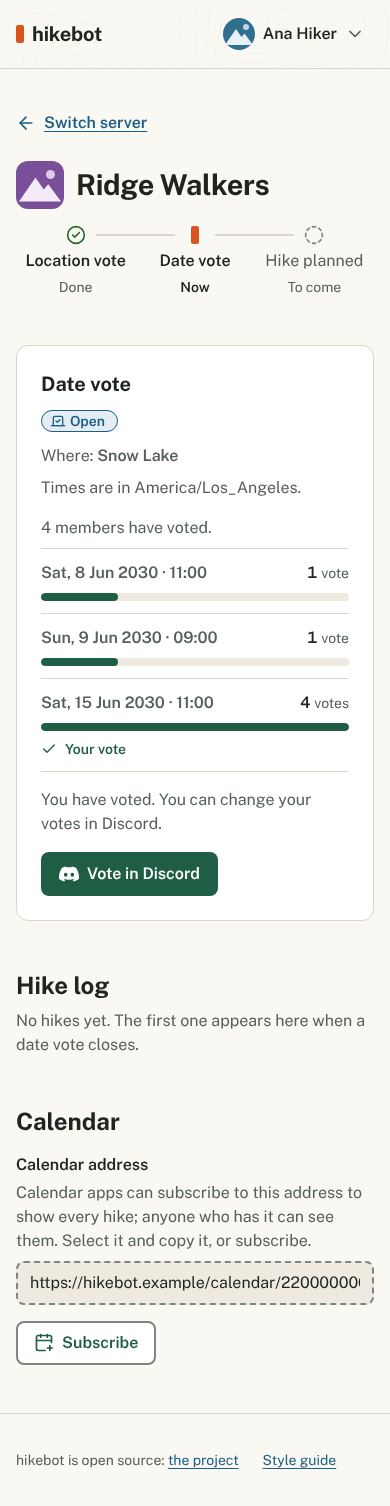 hikebot
Ana Hiker
Switch server
Ridge Walkers
Location vote
Done
Date vote
Now
Hike planned
To come
Date vote
Open
Where: Snow Lake
Times are in America/Los_Angeles.
4 members have voted.
Sat, 8 Jun 2030 · 11:00
1 vote
Sun, 9 Jun 2030 · 09:00
1 vote
Sat, 15 Jun 2030 · 11:00
4 votes
Your vote
You have voted. You can change your
votes in Discord.
Vote in Discord
Hike log
No hikes yet. The first one appears here when a
date vote closes.
Calendar
Calendar address
Calendar apps can subscribe to this address to
show every hike; anyone who has it can see
them. Select it and copy it, or subscribe.
https://hikebot.example/calendar/22000000
Subscribe
hikebot is open source: the project
Style guide